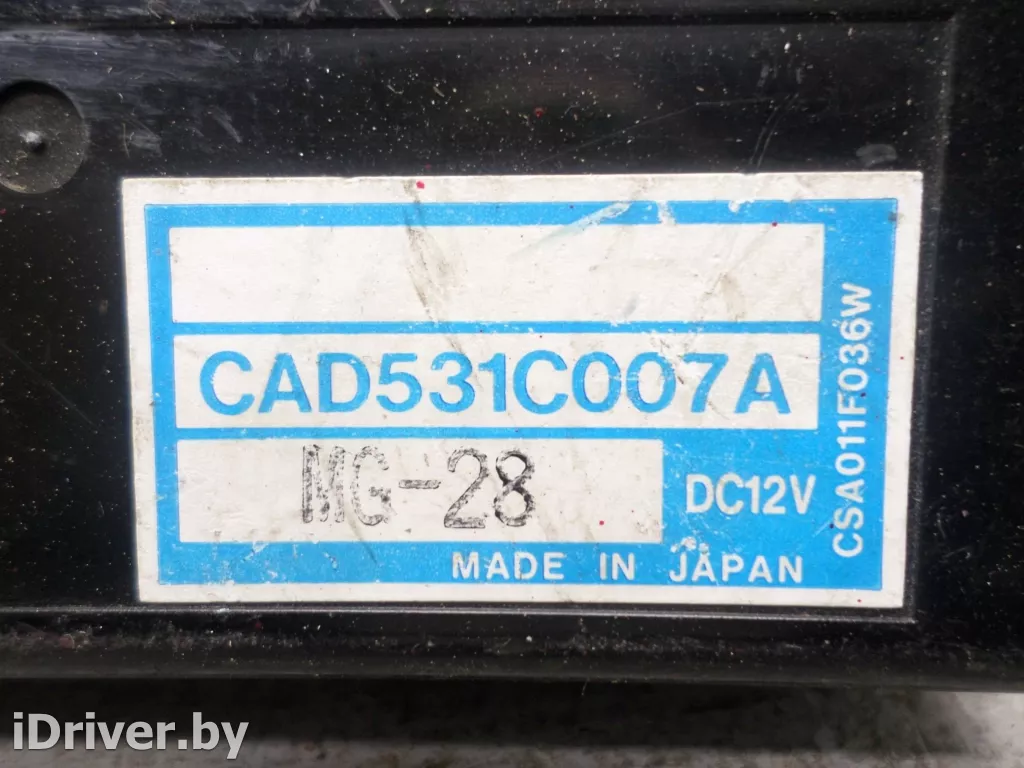 CAD531C007A
MG-28
DC12V
MADE IN JAPAN
CSA011F036W
iDriver.by